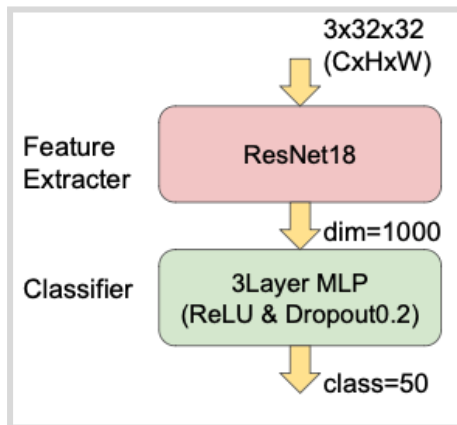 3x32x32
(CxHxW)
Feature
Extracter
ResNet18
dim=1000
Classifier
3Layer MLP
(ReLU & Dropout0.2)
class=50